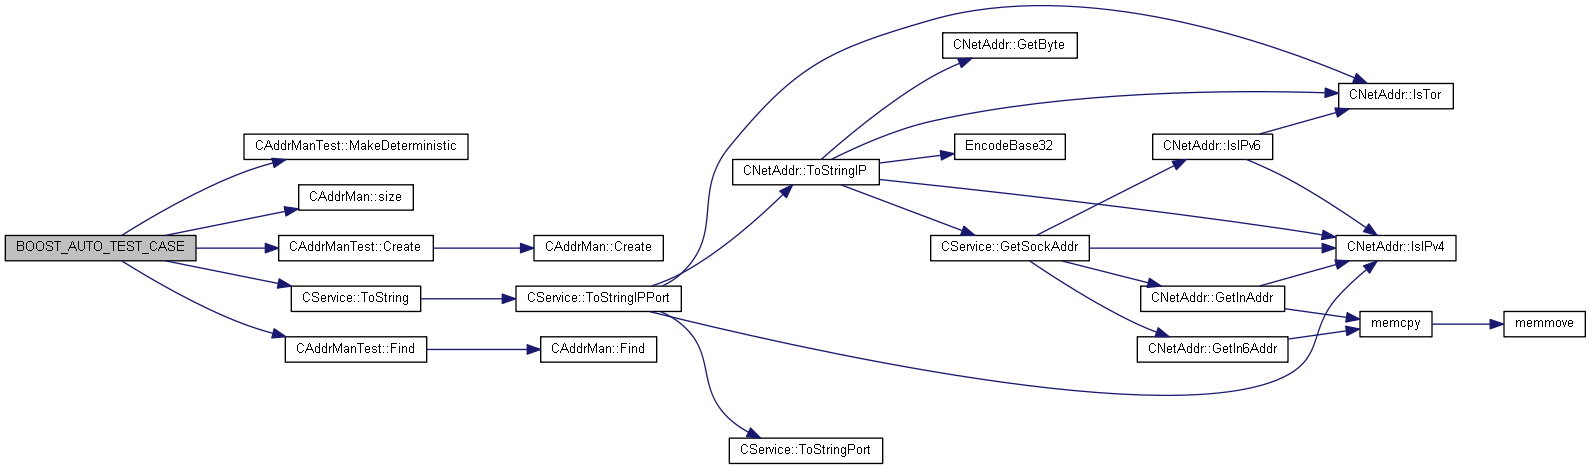 BOOST_AUTO_TEST_CASE
CAddrManTest::MakeDeterministic
CAddrMan::size
CAddrManTest::Create
CAddrMan::Create
CService::ToString
CService::ToStringIPPort
CAddrManTest::Find
CAddrMan::Find
CNetAddr::ToStringIP
CService::ToStringPort
CNetAddr::GetByte
EncodeBase32
CService::GetSockAddr
CNetAddr::IsIPv6
CNetAddr::GetInAddr
CNetAddr::GetIn6Addr
CNetAddr::IsTor
CNetAddr::IsIPv4
memcpy
memmove